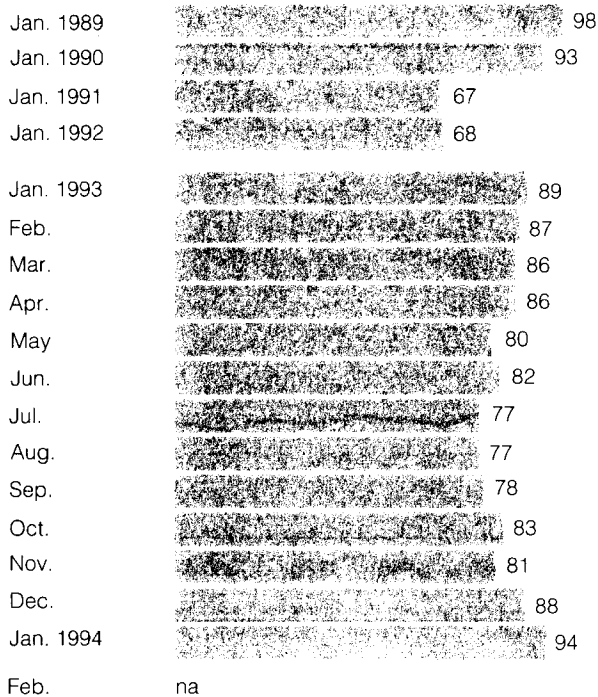 Jan. 1989 98
Jan. 1990 93
Jan. 1991 67
Jan. 1992 68
Jan. 1993 89
Feb. 87
Mar. 86
Apr. 86
May 80
Jun. 82
Jul. 77
Aug. 77
Sep. 78
Oct. 83
Nov. 81
Dec. 88
Jan. 1994 94
Feb. na